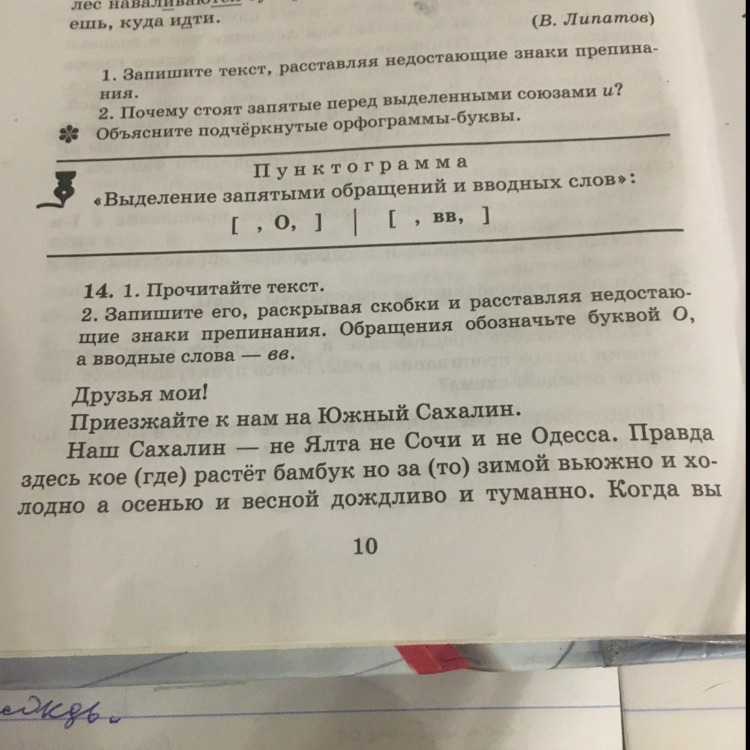 лес наваливаются
ешь, куда идти.
(В. Липатов)
1. Запишите текст, расставляя недостающие знаки препина-
ния.
2. Почему стоят запятые перед выделенными союзами и?
Объясните подчёркнутые орфограммы-буквы.
Пунктограмма
«Выделение запятыми обращений и вводных слов»:
[ , О, ] | [ , вв, ]
14. 1. Прочитайте текст.
2. Запишите его, раскрывая скобки и расставляя недостаю-
щие знаки препинания. Обращения обозначьте буквой О,
а вводные слова — вв.
Друзья мои!
Приезжайте к нам на Южный Сахалин.
Наш Сахалин — не Ялта не Сочи и не Одесса. Правда
здесь кое (где) растёт бамбук но за (то) зимой вьюжно и хо-
лодно а осенью и весной дождливо и туманно. Когда вы
10